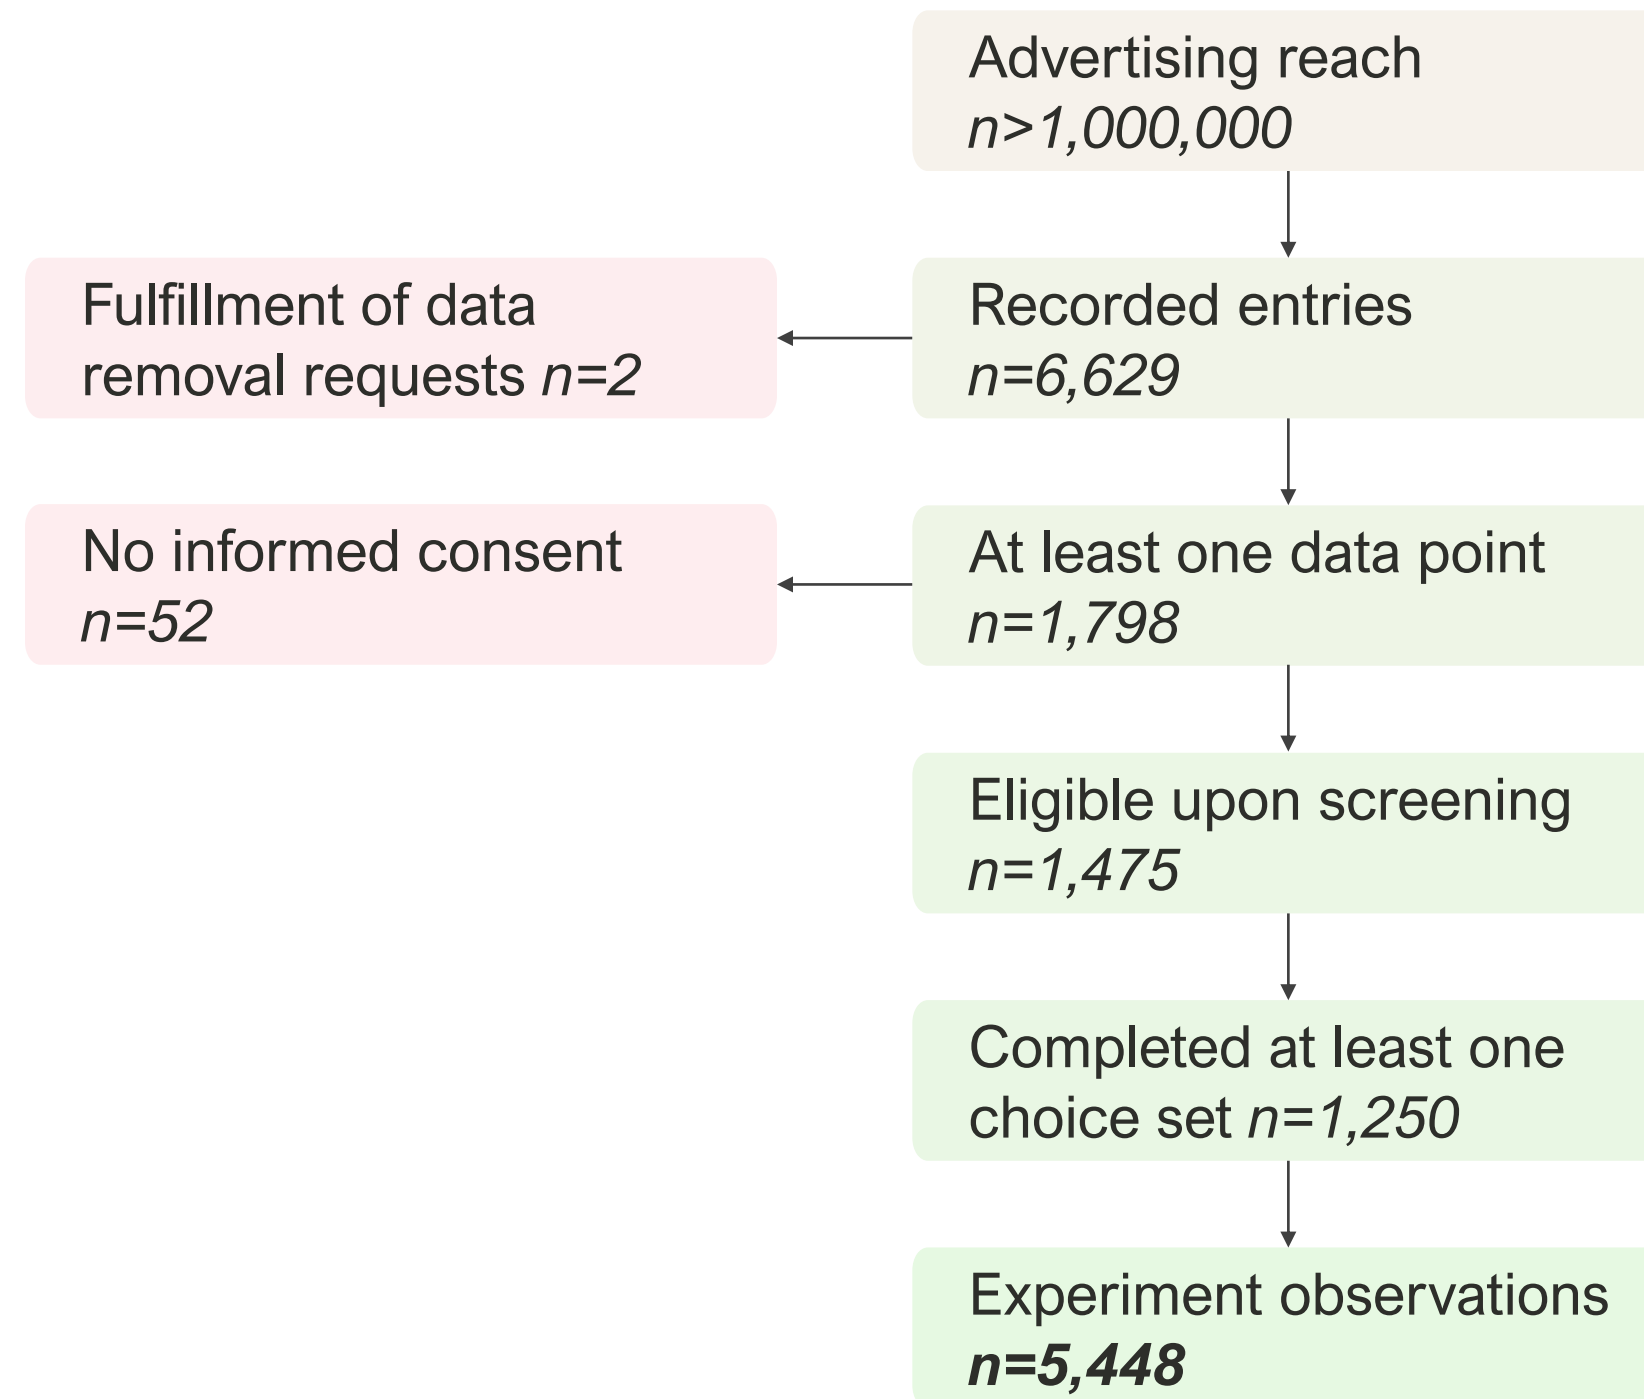 Advertising reach
n>1,000,000
Fulfillment of data
removal requests n=2
Recorded entries
n=6,629
No informed consent
n=52
At least one data point
n=1,798
Eligible upon screening
n=1,475
Completed at least one
choice set n=1,250
Experiment observations
n=5,448